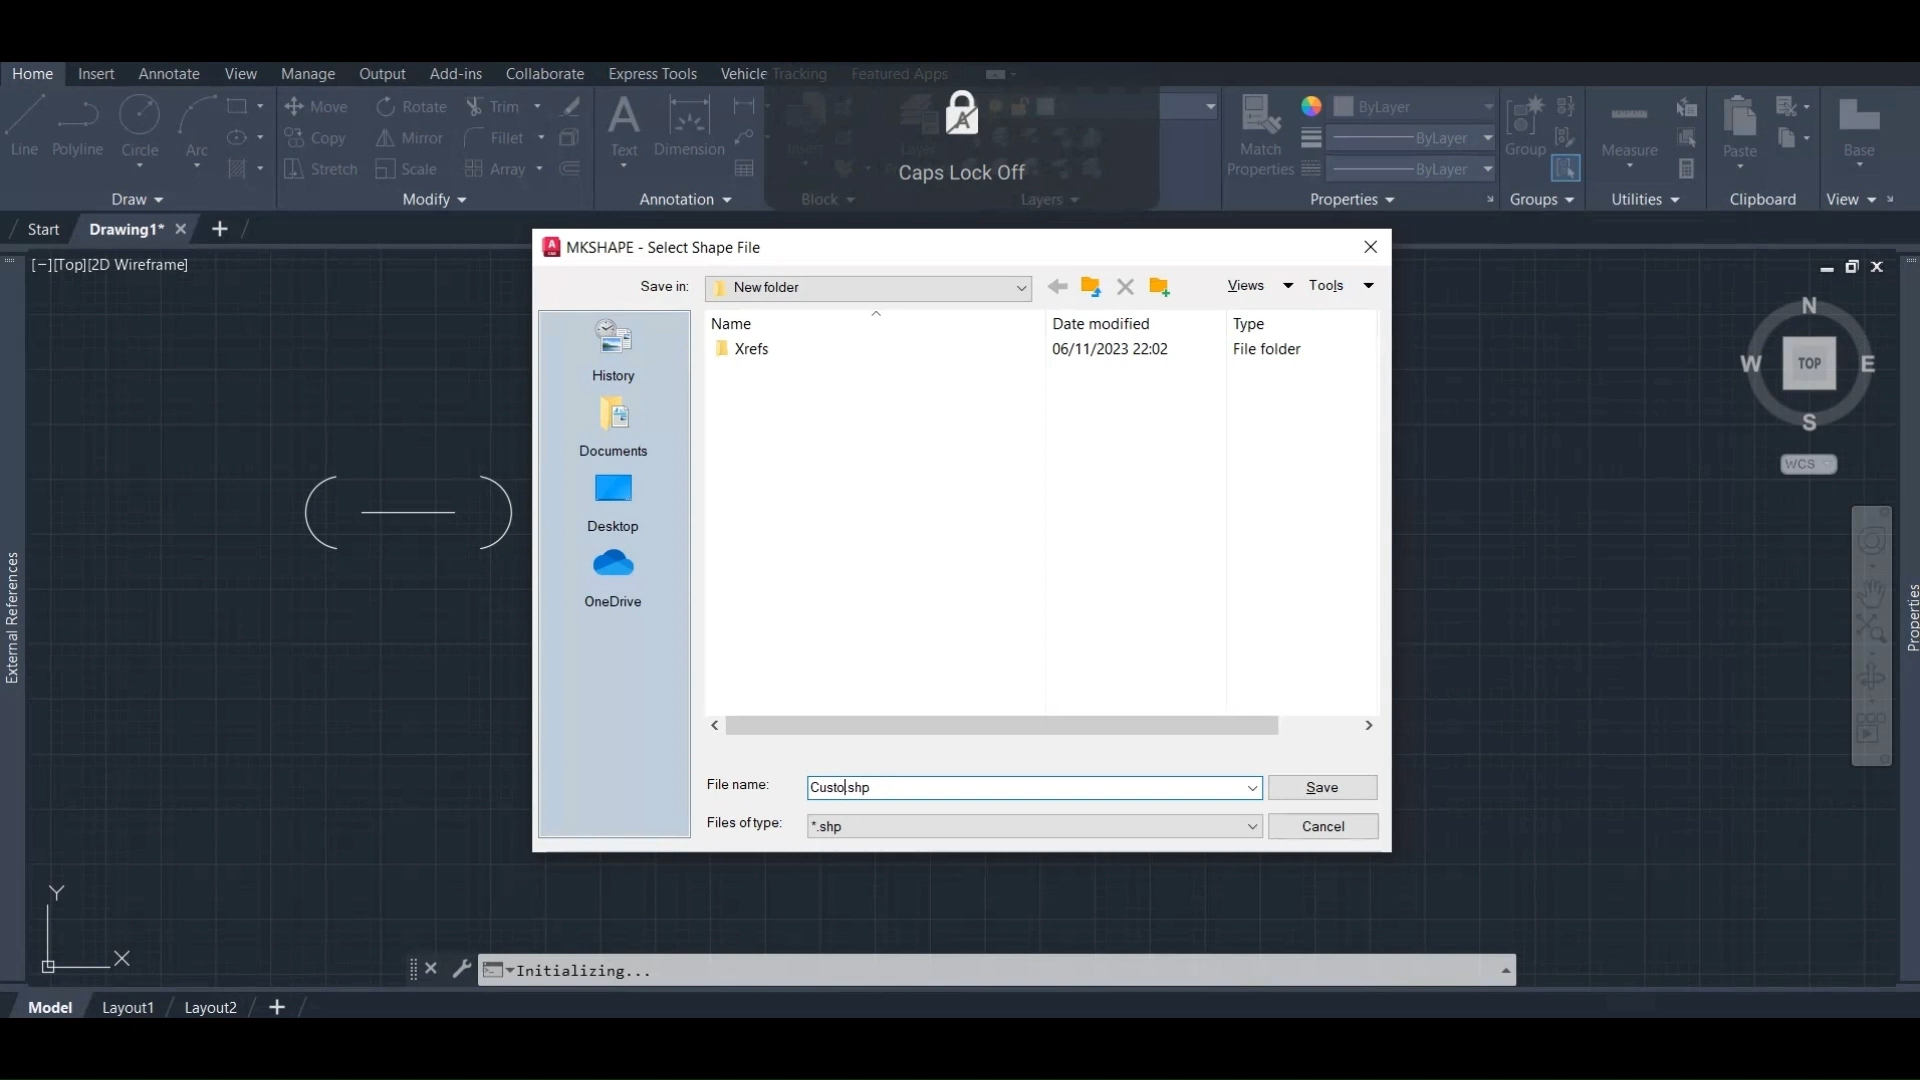 Home Insert Annotate View Manage Output Add-ins Collaborate Express Tools Vehicle Tracking Featured Apps
Line Polyline Circle Arc
Move Rotate Trim
Copy Mirror Fillet
Stretch Scale Array
Text Dimension
Insert
Layer
Match
Properties
ByLayer
ByLayer
ByLayer
Group
Measure
Paste
Base
Caps Lock Off
Draw Modify Annotation Block Layers Properties Groups Utilities Clipboard View
Start Drawing1*
[−][Top][2D Wireframe]
MKSHAPE - Select Shape File
Save in: New folder Views Tools
Name Date modified Type
Xrefs 06/11/2023 22:02 File folder
History
Documents
Desktop
OneDrive
File name: Custo.shp Save
Files of type: *.shp Cancel
N
W TOP E
S
WCS
External References
Properties
Y
X
Initializing...
Model Layout1 Layout2